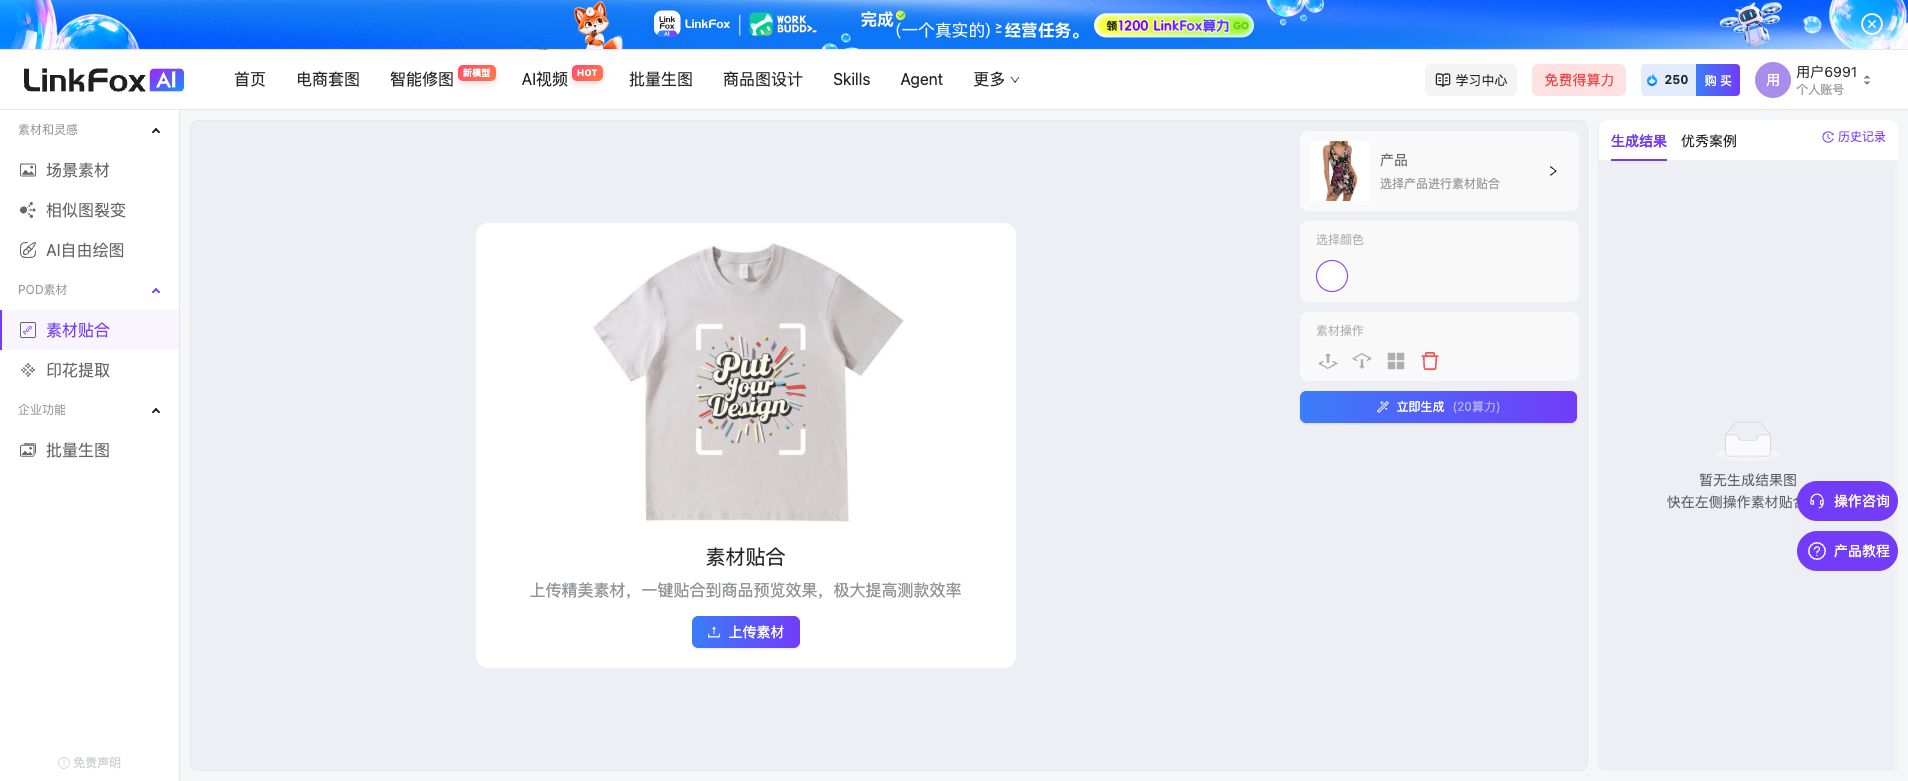 Link Fox AI LinkFox | WORK BUDD>_ 完成 (一个真实的) 经营任务。 领1200 LinkFox算力 GO
LinkFox AI 首页 电商套图 智能修图 新模型 AI视频 HOT 批量生图 商品图设计 Skills Agent 更多 学习中心 免费得算力 250 购买 用 用户6991
个人账号
素材和灵感
场景素材
相似图裂变
AI自由绘图
POD素材
素材贴合
印花提取
企业功能
批量生图
免责声明
Put
Your
Design
素材贴合
上传精美素材，一键贴合到商品预览效果，极大提高测款效率
上传素材
产品
选择产品进行素材贴合
选择颜色
素材操作
立即生成 (20算力)
生成结果 优秀案例 历史记录
暂无生成结果图
快在左侧操作素材贴
操作咨询
产品教程